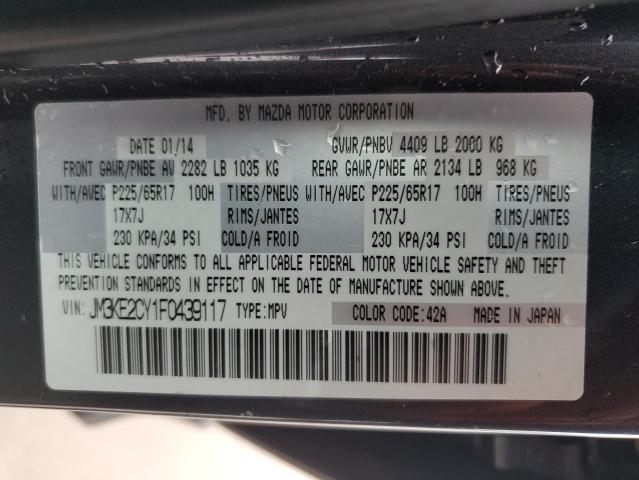 MFD. BY MAZDA MOTOR CORPORATION
DATE 01/14 GVWR/PNBV 4409 LB 2000 KG
FRONT GAWR/PNBE AV 2282 LB 1035 KG REAR GAWR/PNBE AR 2134 LB 968 KG
WITH/AVEC P225/65R17 100H TIRES/PNEUS WITH/AVEC P225/65R17 100H TIRES/PNEUS
17X7J RIMS/JANTES 17X7J RIMS/JANTES
230 KPA/34 PSI COLD/A FROID 230 KPA/34 PSI COLD/A FROID
THIS VEHICLE CONFORMS TO ALL APPLICABLE FEDERAL MOTOR VEHICLE SAFETY AND THEFT
PREVENTION STANDARDS IN EFFECT ON THE DATE OF MANUFACTURE SHOWN ABOVE.
VIN: JM3KE2CY1F0439117 TYPE:MPV COLOR CODE:42A MADE IN JAPAN